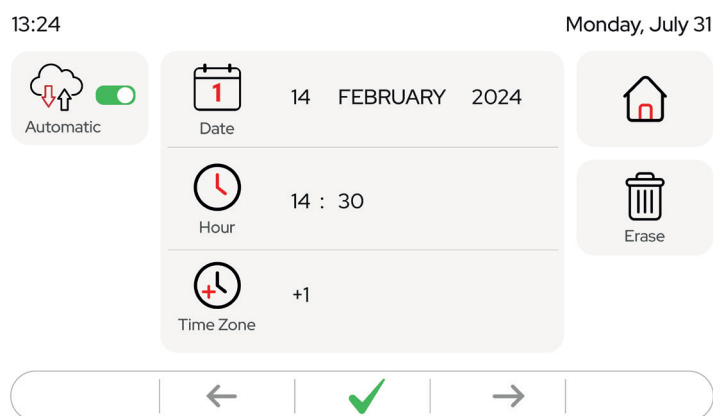 13:24 Monday, July 31
Automatic
1
Date
14 FEBRUARY 2024
Hour
14 : 30
Time Zone
+1
Erase